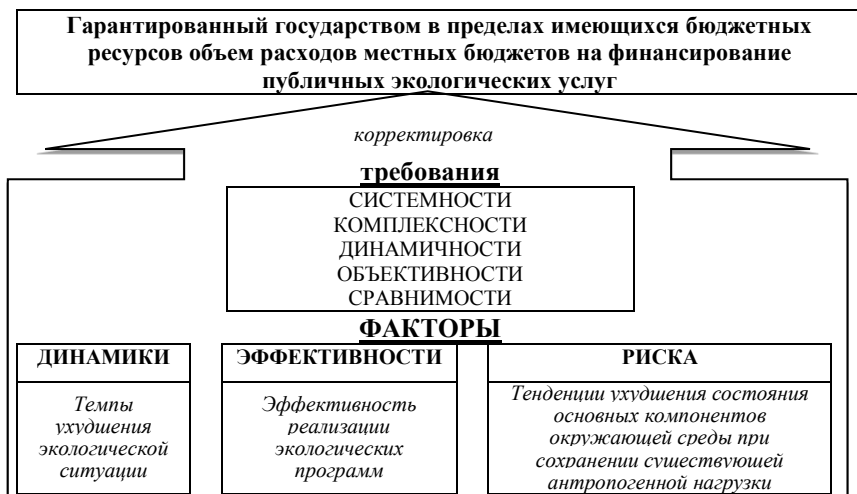 Гарантированный государством в пределах имеющихся бюджетных
ресурсов объем расходов местных бюджетов на финансирование
публичных экологических услуг
корректировка
требования
СИСТЕМНОСТИ
КОМПЛЕКСНОСТИ
ДИНАМИЧНОСТИ
ОБЪЕКТИВНОСТИ
СРАВНИМОСТИ
ФАКТОРЫ
ДИНАМИКИ
Темпы
ухудшения
экологической
ситуации
ЭФФЕКТИВНОСТИ
Эффективность
реализации
экологических
программ
РИСКА
Тенденции ухудшения состояния
основных компонентов
окружающей среды при
сохранении существующей
антропогенной нагрузки